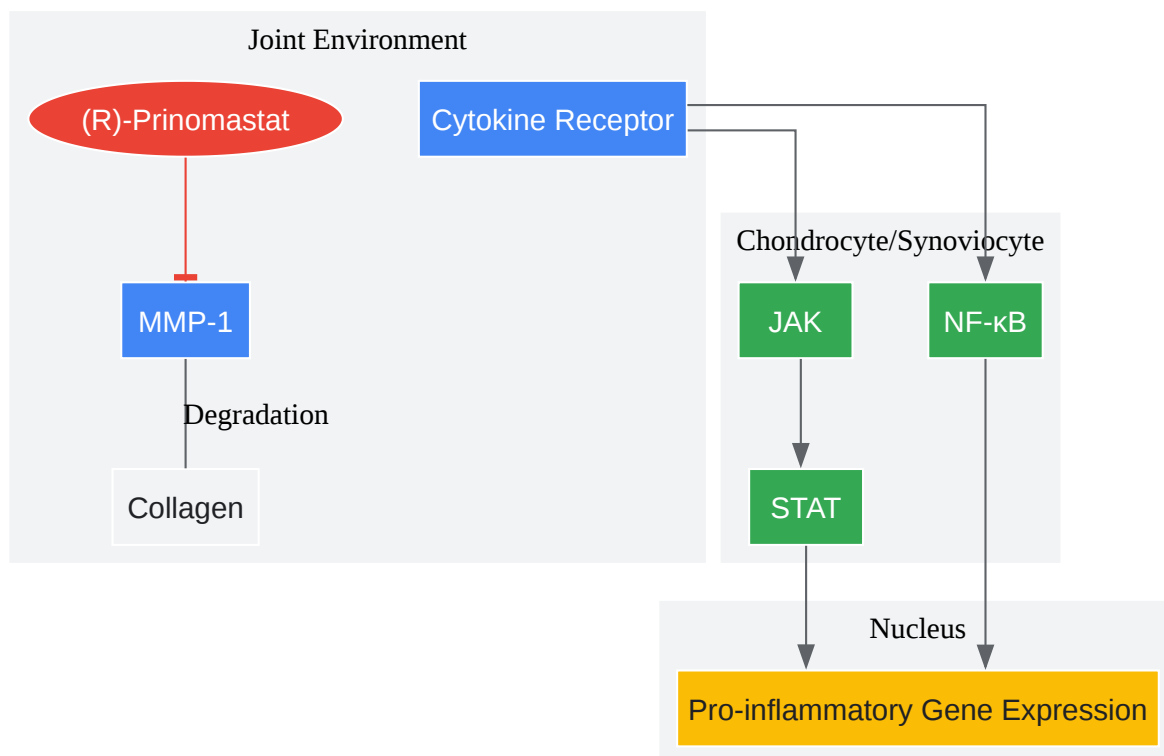 Joint Environment
(R)-Prinomastat
Cytokine Receptor
Chondrocyte/Synoviocyte
MMP-1
JAK
NF-κB
Degradation
Collagen
STAT
Nucleus
Pro-inflammatory Gene Expression